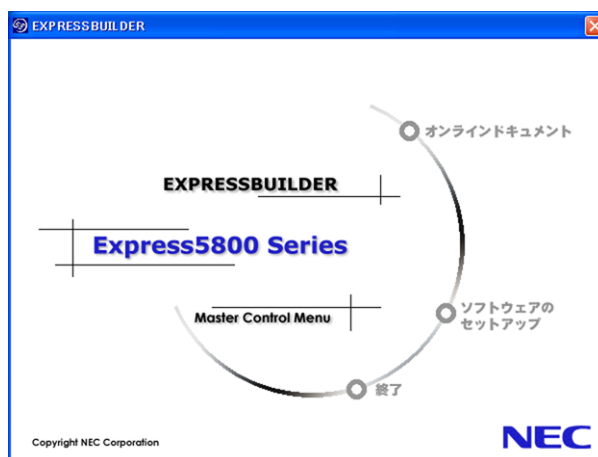 EXPRESSBUILDER
オンラインドキュメント
EXPRESSBUILDER
Express5800 Series
ソフトウェアの
セットアップ
Master Control Menu
終了
Copyright NEC Corporation
NEC